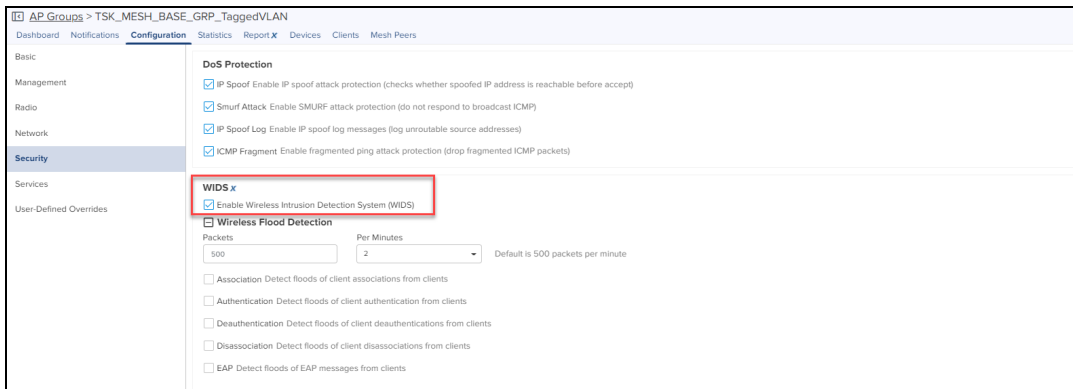 AP Groups > TSK_MESH_BASE_GRP_TaggedVLAN
Dashboard Notifications Configuration Statistics Report X Devices Clients Mesh Peers
Basic
Management
Radio
Network
Security
Services
User-Defined Overrides
DoS Protection
IP Spoof Enable IP spoof attack protection (checks whether spoofed IP address is reachable before accept)
Smurf Attack Enable SMURF attack protection (do not respond to broadcast ICMP)
IP Spoof Log Enable IP spoof log messages (log unroutable source addresses)
ICMP Fragment Enable fragmented ping attack protection (drop fragmented ICMP packets)
WIDS X
Enable Wireless Intrusion Detection System (WIDS)
Wireless Flood Detection
Packets Per Minutes
500 2 Default is 500 packets per minute
Association Detect floods of client associations from clients
Authentication Detect floods of client authentication from clients
Deauthentication Detect floods of client deauthentications from clients
Disassociation Detect floods of client disassociations from clients
EAP Detect floods of EAP messages from clients